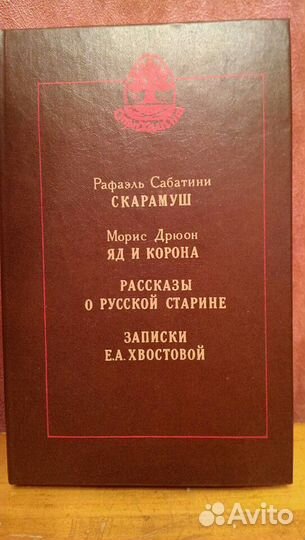 Рафаэль Сабатини
СКАРАМУШ
Морис Дрюон
ЯД И КОРОНА
РАССКАЗЫ
О РУССКОЙ СТАРИНЕ
ЗАПИСКИ
Е.А.ХВОСТОВОЙ
Avito